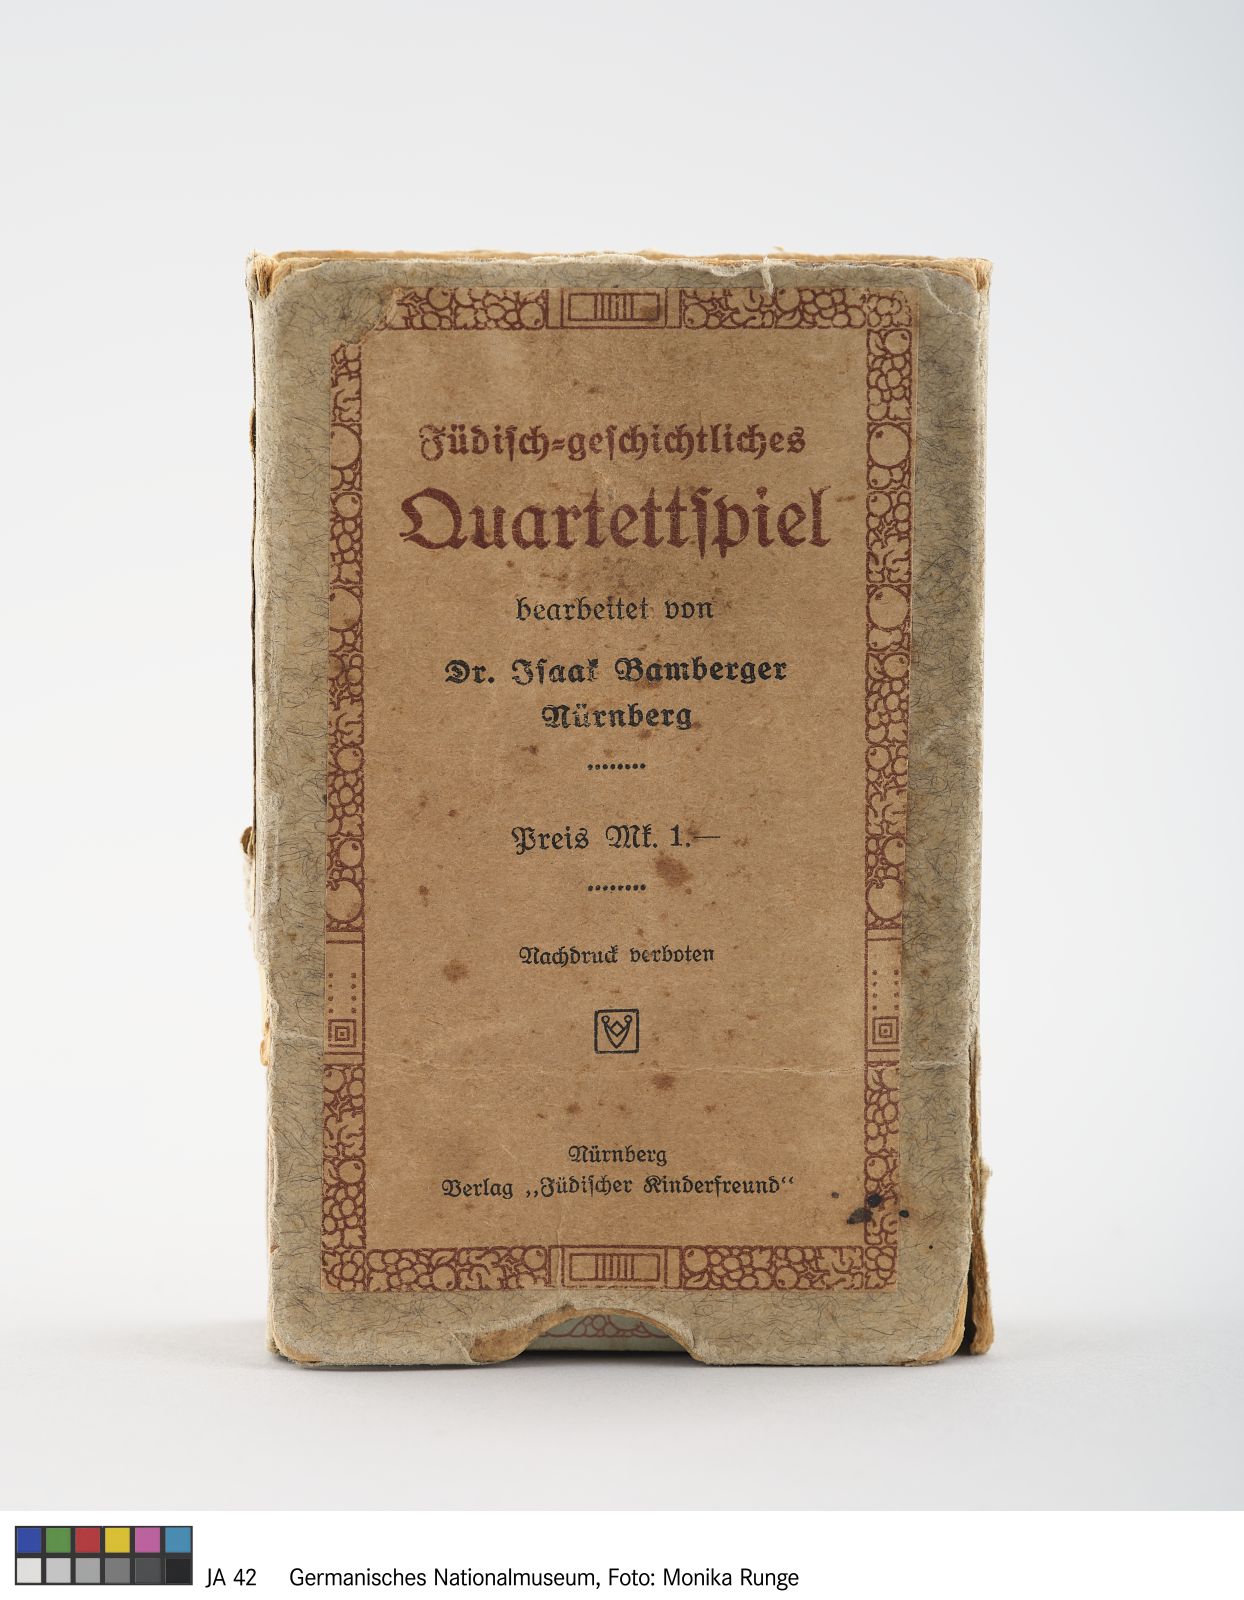 Jüdisch-geschichtliches
Quartettspiel
bearbeitet von
Dr. Isaak Bamberger
Nürnberg
Preis Mk. 1.—
Nachdruck verboten
Nürnberg
Verlag „Jüdischer Kinderfreund“
JA 42 Germanisches Nationalmuseum, Foto: Monika Runge